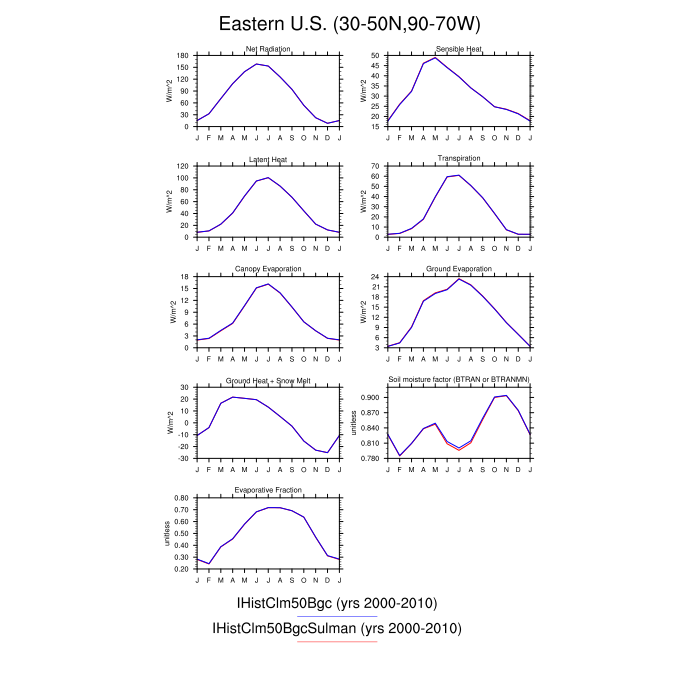 Eastern U.S. (30-50N,90-70W)
Net Radiation
W/m^2
180
150
120
90
60
30
0
J F M A M J J A S O N D J
Sensible Heat
W/m^2
50
45
40
35
30
25
20
15
J F M A M J J A S O N D J
Latent Heat
W/m^2
120
100
80
60
40
20
0
J F M A M J J A S O N D J
Transpiration
W/m^2
70
60
50
40
30
20
10
0
J F M A M J J A S O N D J
Canopy Evaporation
W/m^2
18
15
12
9
6
3
0
J F M A M J J A S O N D J
Ground Evaporation
W/m^2
24
21
18
15
12
9
6
3
J F M A M J J A S O N D J
Ground Heat + Snow Melt
W/m^2
30
20
10
0
-10
-20
-30
J F M A M J J A S O N D J
Soil moisture factor (BTRAN or BTRANMN)
unitless
0.900
0.870
0.840
0.810
0.780
J F M A M J J A S O N D J
Evaporative Fraction
unitless
0.80
0.70
0.60
0.50
0.40
0.30
0.20
J F M A M J J A S O N D J
IHistClm50Bgc (yrs 2000-2010)
IHistClm50BgcSulman (yrs 2000-2010)